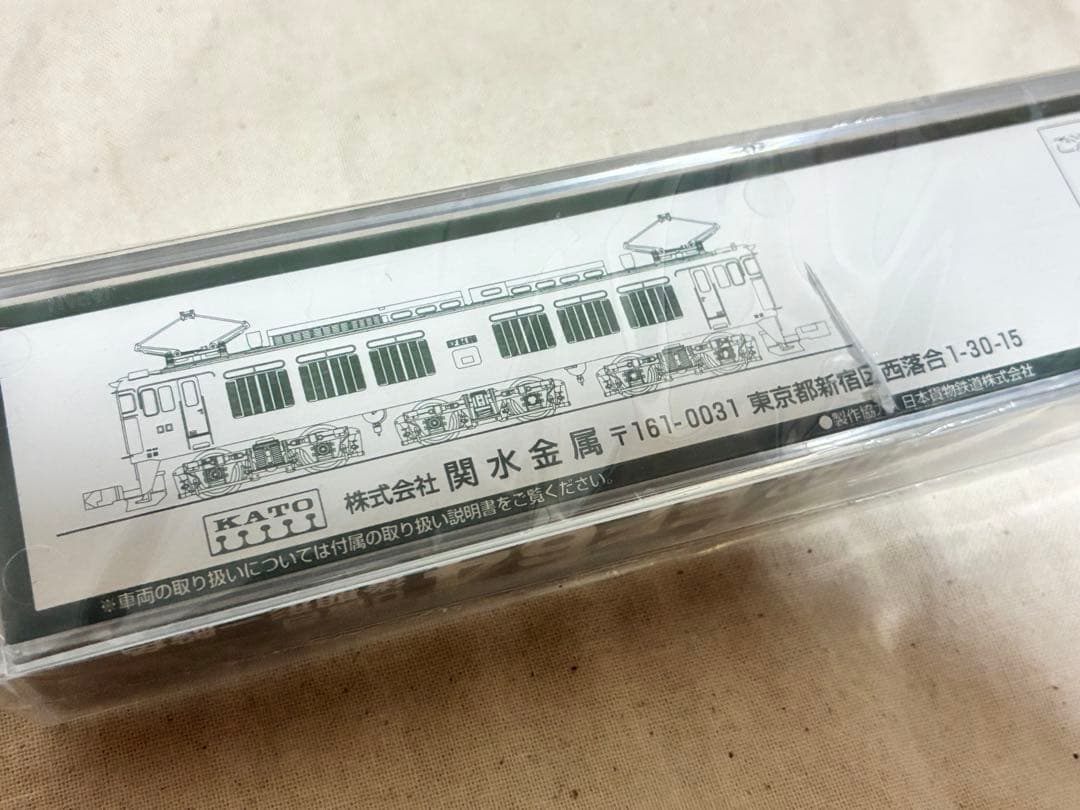 KATO
株式会社 関水金属 〒161-0031 東京都新宿区西落合1-30-15
※車両の取り扱いについては付属の取り扱い説明書をご覧ください。
●製作協力 日本貨物鉄道株式会社